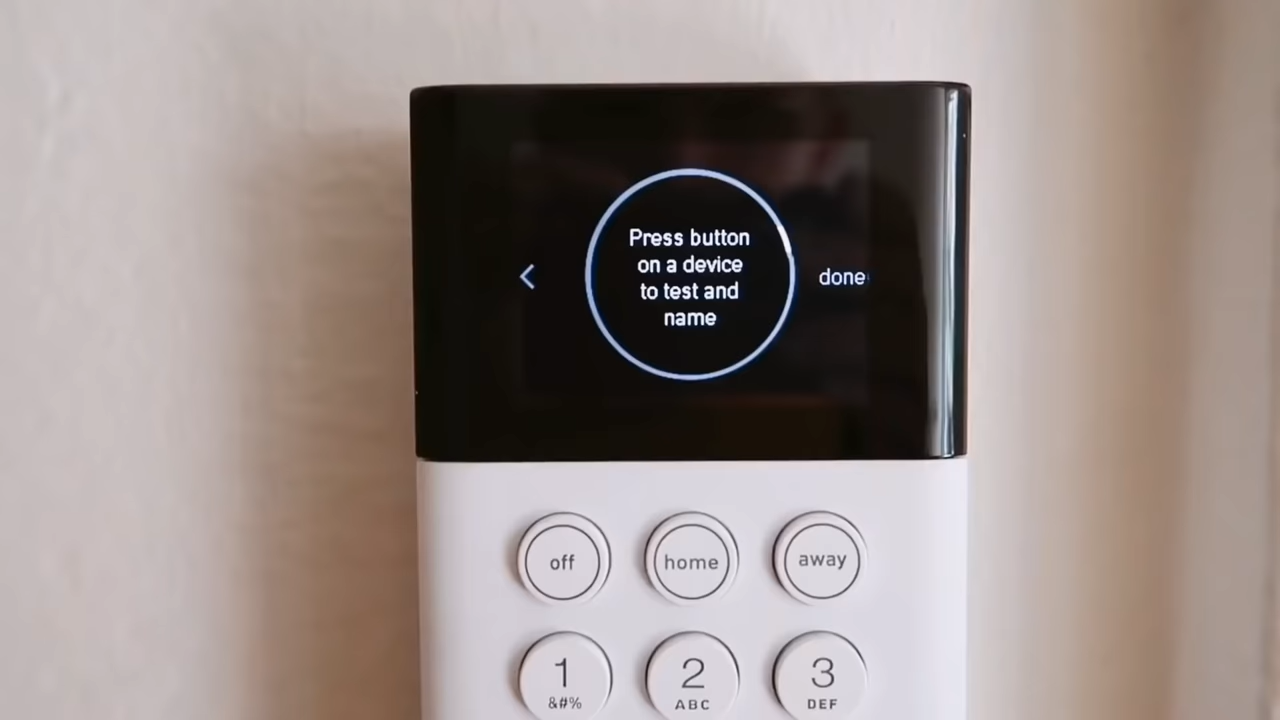 Press button
on a device
to test and
name
<
done
off
home
away
1
&#%
2
ABC
3
DEF